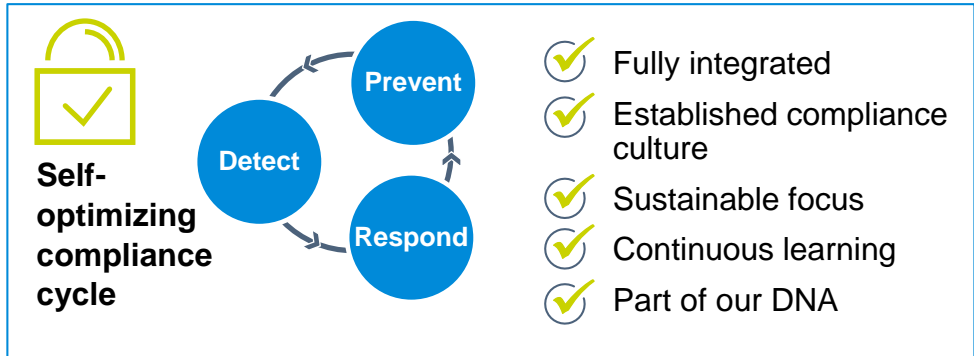 Self-
optimizing
compliance
cycle
Prevent
Detect
Respond
Fully integrated
Established compliance
culture
Sustainable focus
Continuous learning
Part of our DNA